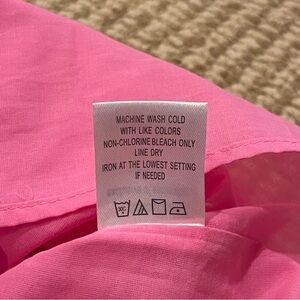 MACHINE WASH COLD
WITH LIKE COLORS
NON-CHLORINE BLEACH ONLY
LINE DRY
IRON AT THE LOWEST SETTING
IF NEEDED